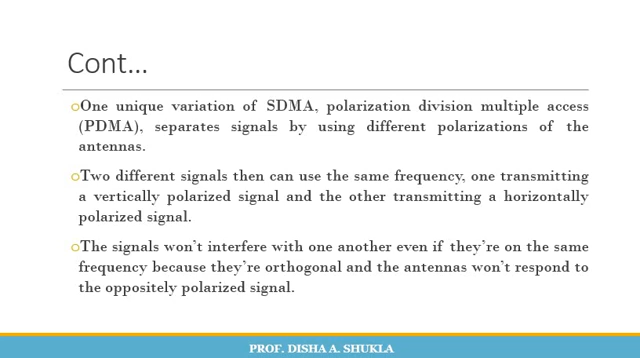 Cont...
One unique variation of SDMA, polarization division multiple access
(PDMA), separates signals by using different polarizations of the
antennas.
Two different signals then can use the same frequency, one transmitting
a vertically polarized signal and the other transmitting a horizontally
polarized signal.
The signals won't interfere with one another even if they're on the same
frequency because they're orthogonal and the antennas won't respond to
the oppositely polarized signal.
PROF. DISHA A. SHUKLA